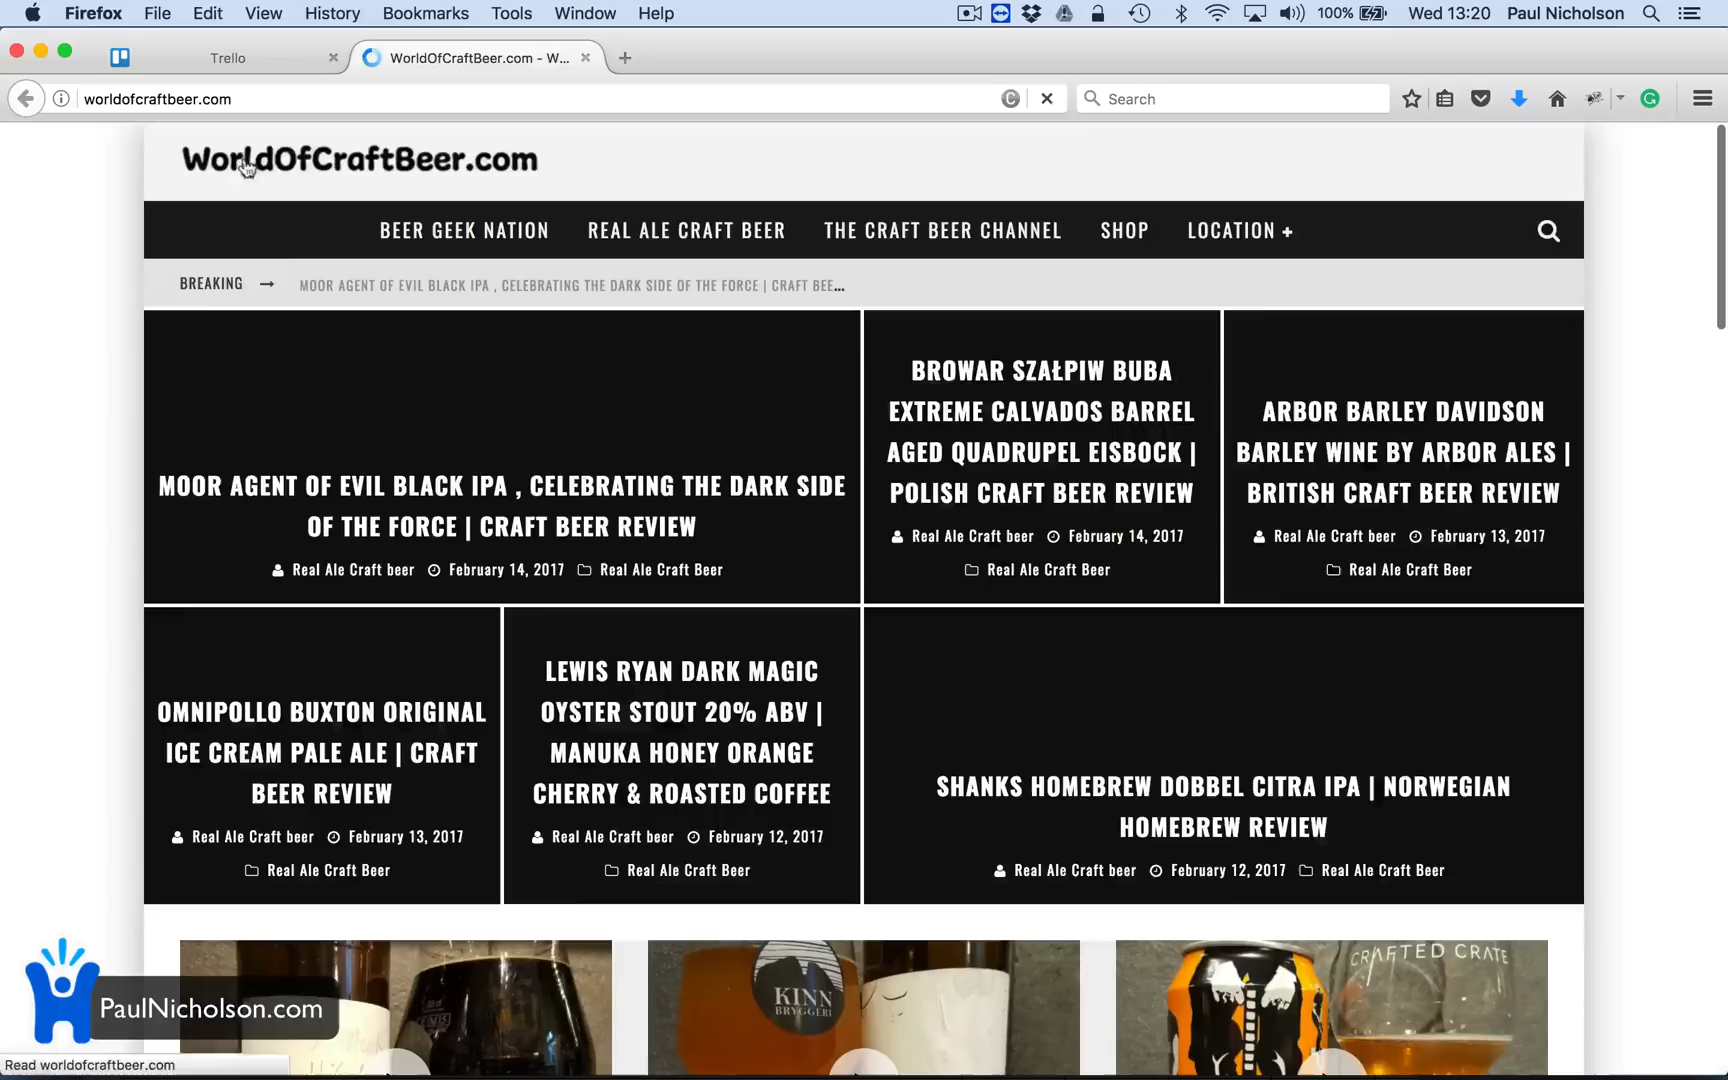 Firefox File Edit View History Bookmarks Tools Window Help 100% Wed 13:20 Paul Nicholson
Trello WorldOfCraftBeer.com - W...
worldofcraftbeer.com Search
WorldOfCraftBeer.com
BEER GEEK NATION REAL ALE CRAFT BEER THE CRAFT BEER CHANNEL SHOP LOCATION +
BREAKING → MOOR AGENT OF EVIL BLACK IPA , CELEBRATING THE DARK SIDE OF THE FORCE | CRAFT BEE...
MOOR AGENT OF EVIL BLACK IPA , CELEBRATING THE DARK SIDE
OF THE FORCE | CRAFT BEER REVIEW
Real Ale Craft beer February 14, 2017 Real Ale Craft Beer
BROWAR SZAŁPIW BUBA
EXTREME CALVADOS BARREL
AGED QUADRUPEL EISBOCK |
POLISH CRAFT BEER REVIEW
Real Ale Craft beer February 14, 2017
Real Ale Craft Beer
ARBOR BARLEY DAVIDSON
BARLEY WINE BY ARBOR ALES |
BRITISH CRAFT BEER REVIEW
Real Ale Craft beer February 13, 2017
Real Ale Craft Beer
OMNIPOLLO BUXTON ORIGINAL
ICE CREAM PALE ALE | CRAFT
BEER REVIEW
Real Ale Craft beer February 13, 2017
Real Ale Craft Beer
LEWIS RYAN DARK MAGIC
OYSTER STOUT 20% ABV |
MANUKA HONEY ORANGE
CHERRY & ROASTED COFFEE
Real Ale Craft beer February 12, 2017
Real Ale Craft Beer
SHANKS HOMEBREW DOBBEL CITRA IPA | NORWEGIAN
HOMEBREW REVIEW
Real Ale Craft beer February 12, 2017 Real Ale Craft Beer
KINN
BRYGGERI
CRAFTED CRATE
PaulNicholson.com
Read worldofcraftbeer.com